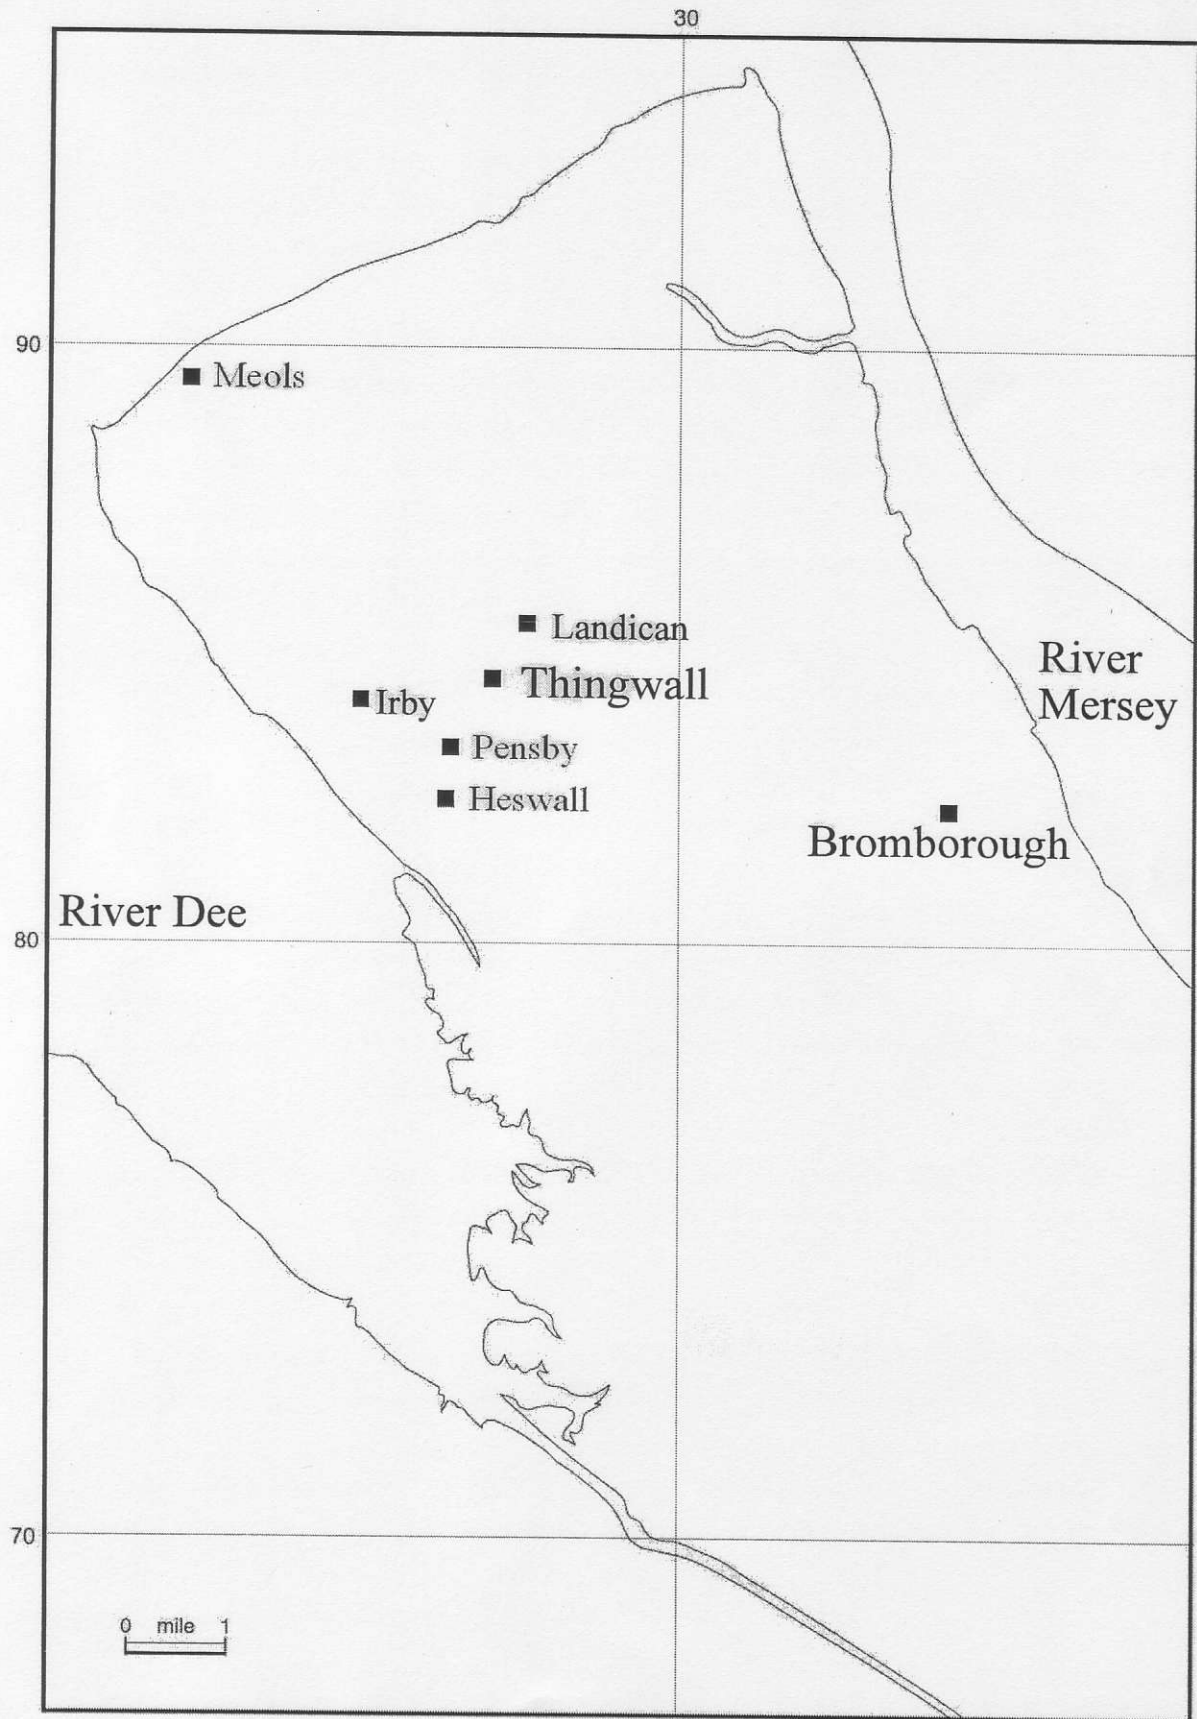 30
90
Meols
Landican
Thingwall
Irby
Pensby
Heswall
River
Mersey
Bromborough
River Dee
80
70
0 mile 1